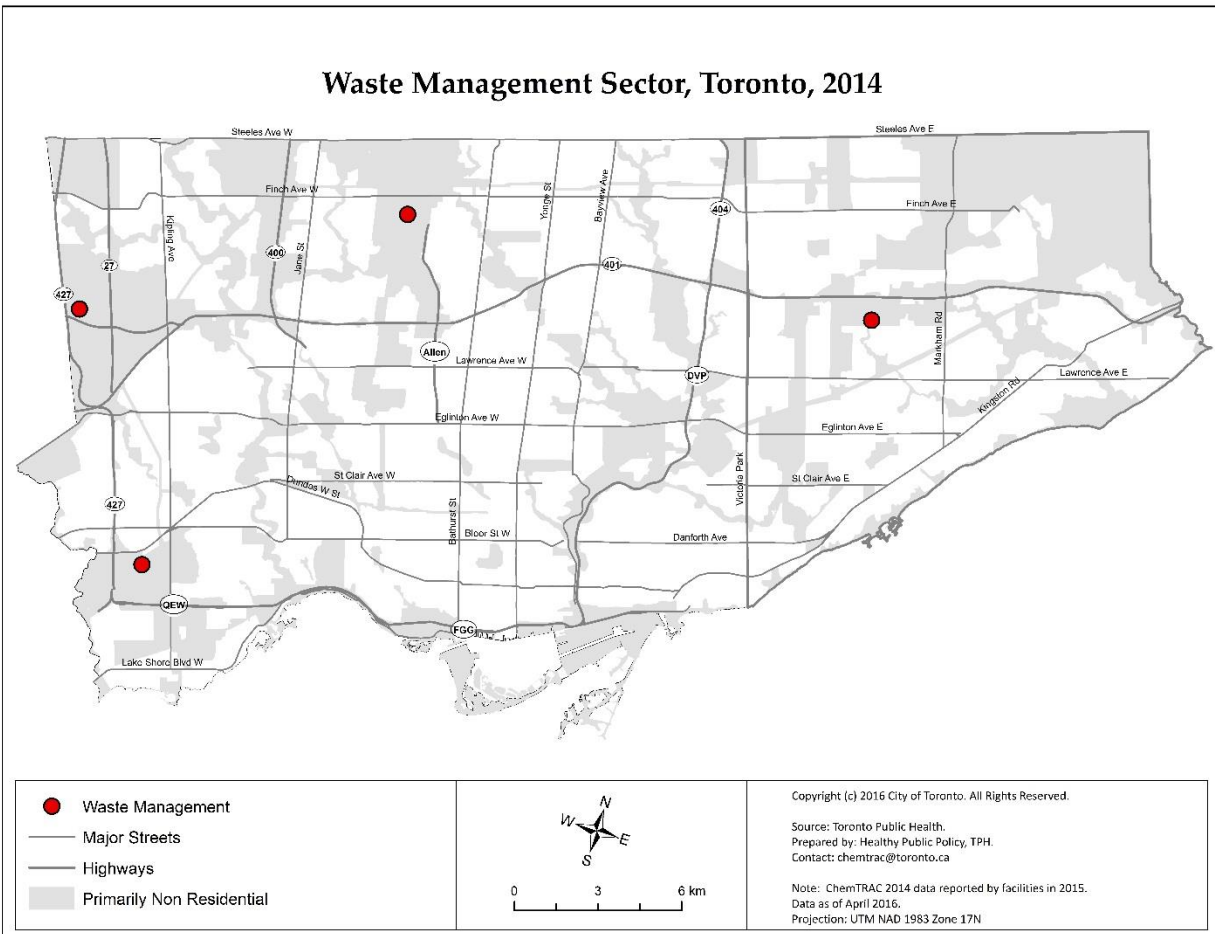 Waste Management Sector, Toronto, 2014
Steeles Ave W
Steeles Ave E
Finch Ave W
Finch Ave E
Kipling Ave
Jane St
Yonge St
Bayview Ave
404
400
401
27
427
Markham Rd
Allen
Lawrence Ave W
DVP
Lawrence Ave E
Kingston Rd
Eglinton Ave W
Eglinton Ave E
St Clair Ave W
St Clair Ave E
Dundas W St
Victoria Park
427
Bathurst St
Bloor St W
Danforth Ave
QEW
FGG
Lake Shore Blvd W
Waste Management
Major Streets
Highways
Primarily Non Residential
N
W
E
S
0 3 6 km
Copyright (c) 2016 City of Toronto. All Rights Reserved.
Source: Toronto Public Health.
Prepared by: Healthy Public Policy, TPH.
Contact: chemtrac@toronto.ca
Note: ChemTRAC 2014 data reported by facilities in 2015.
Data as of April 2016.
Projection: UTM NAD 1983 Zone 17N